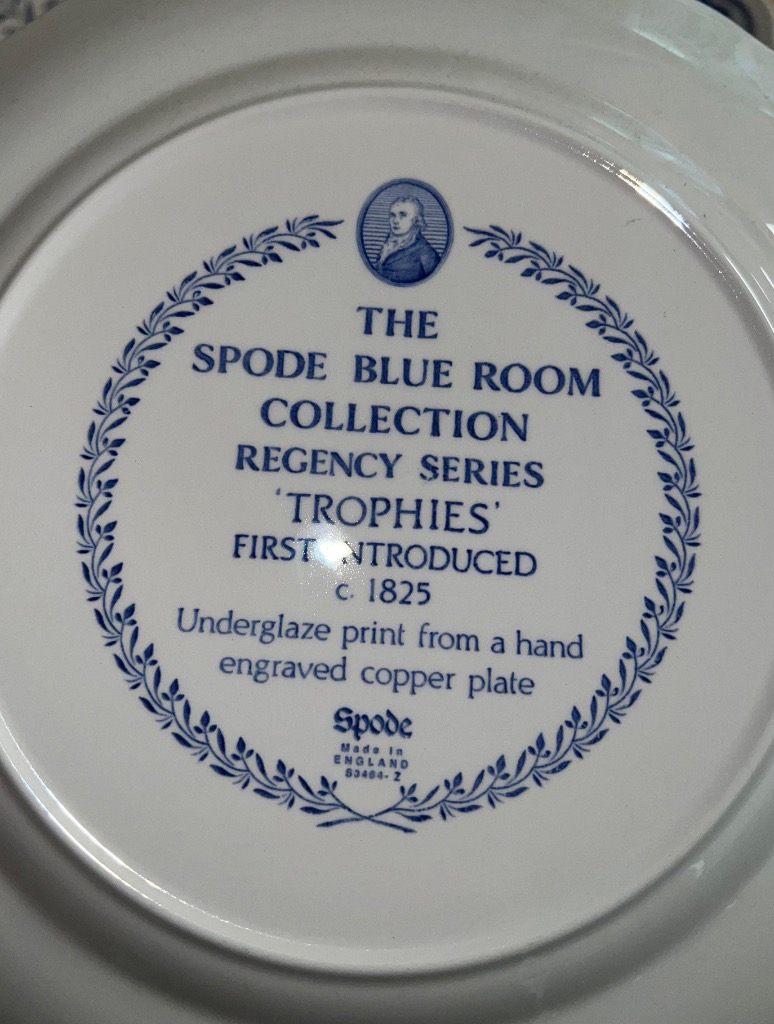 THE
SPODE BLUE ROOM
COLLECTION
REGENCY SERIES
'TROPHIES'
FIRST INTRODUCED
c. 1825
Underglaze print from a hand
engraved copper plate
Spode
Made in
ENGLAND
S3464-Z